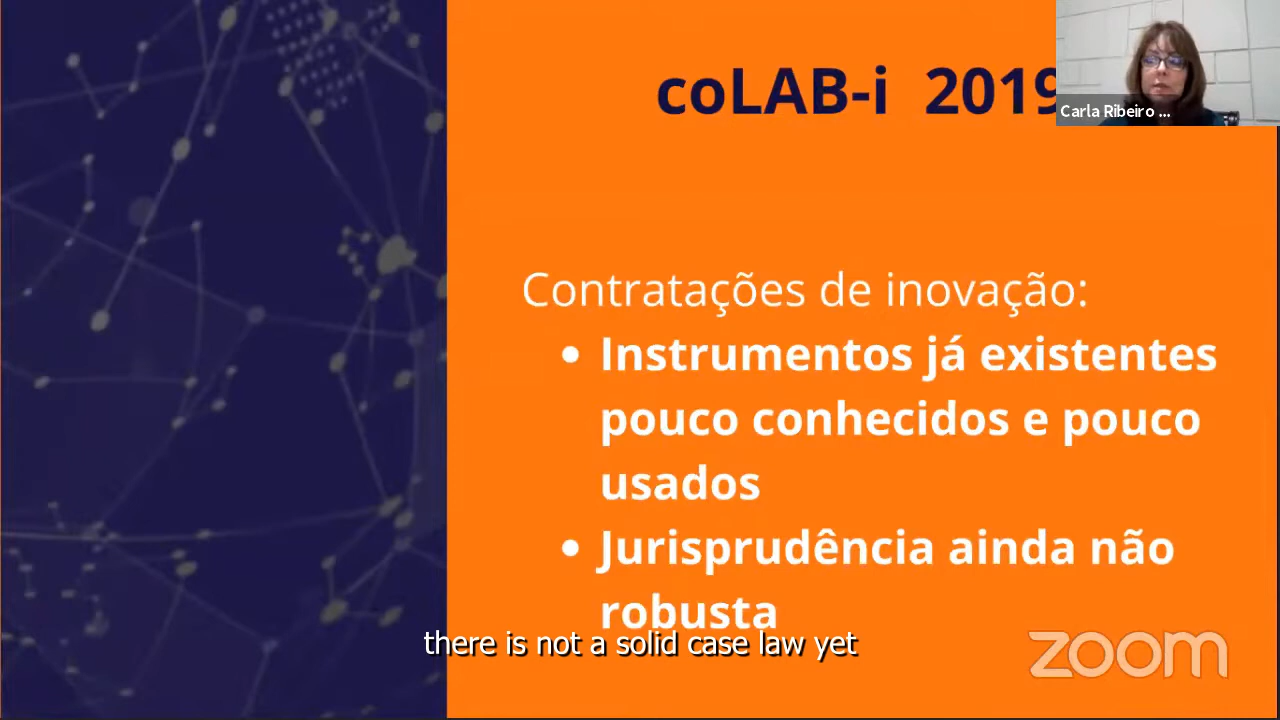 coLAB-i 2019
Carla Ribeiro ...
Contratações de inovação:
• Instrumentos já existentes
pouco conhecidos e pouco
usados
• Jurisprudência ainda não
robusta
there is not a solid case law yet
zoom